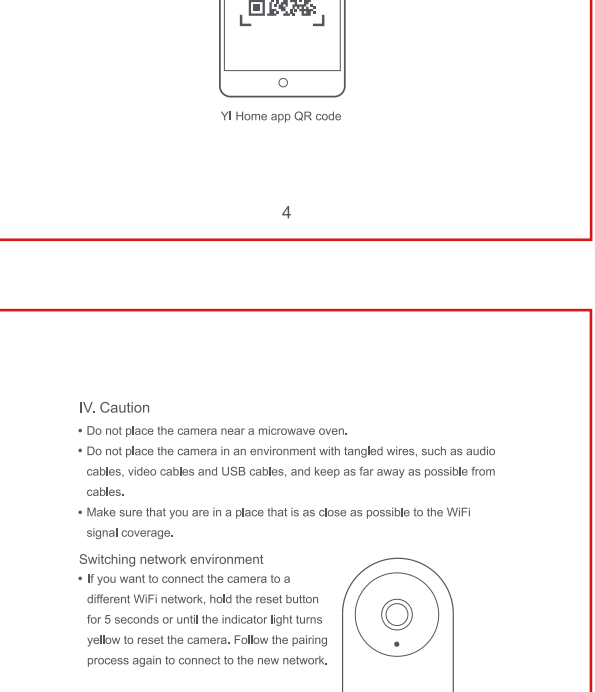 YI Home app QR code
4
IV. Caution
• Do not place the camera near a microwave oven.
• Do not place the camera in an environment with tangled wires, such as audio
cables, video cables and USB cables, and keep as far away as possible from
cables.
• Make sure that you are in a place that is as close as possible to the WiFi
signal coverage.
Switching network environment
• If you want to connect the camera to a
different WiFi network, hold the reset button
for 5 seconds or until the indicator light turns
yellow to reset the camera. Follow the pairing
process again to connect to the new network.